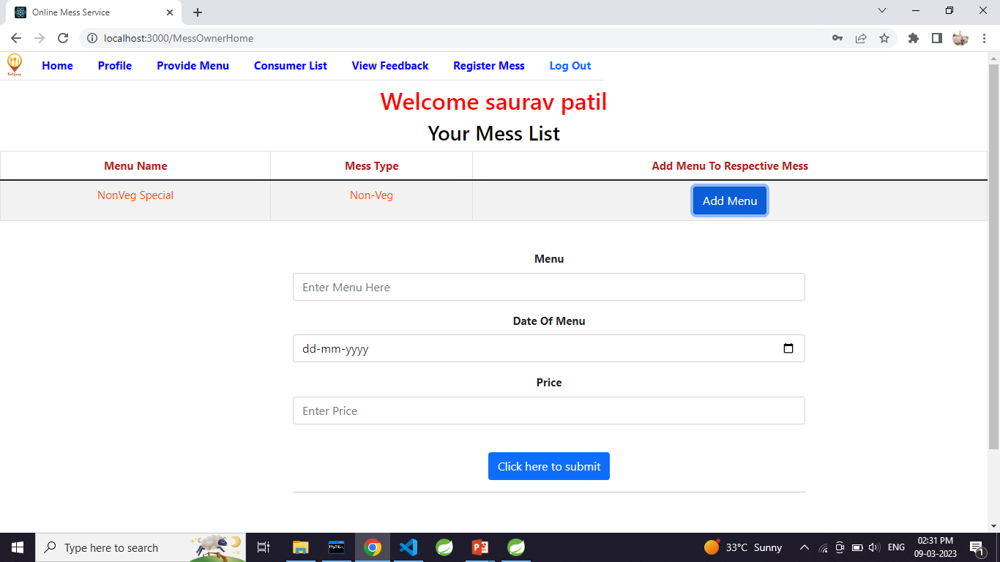 Online Mess Service
localhost:3000/MessOwnerHome
Home Profile Provide Menu Consumer List View Feedback Register Mess Log Out
Welcome saurav patil
Your Mess List
Menu Name Mess Type Add Menu To Respective Mess
NonVeg Special Non-Veg Add Menu
Menu
Enter Menu Here
Date Of Menu
dd-mm-yyyy
Price
Enter Price
Click here to submit
Type here to search
MySQL
33°C Sunny
ENG
02:31 PM
09-03-2023
1